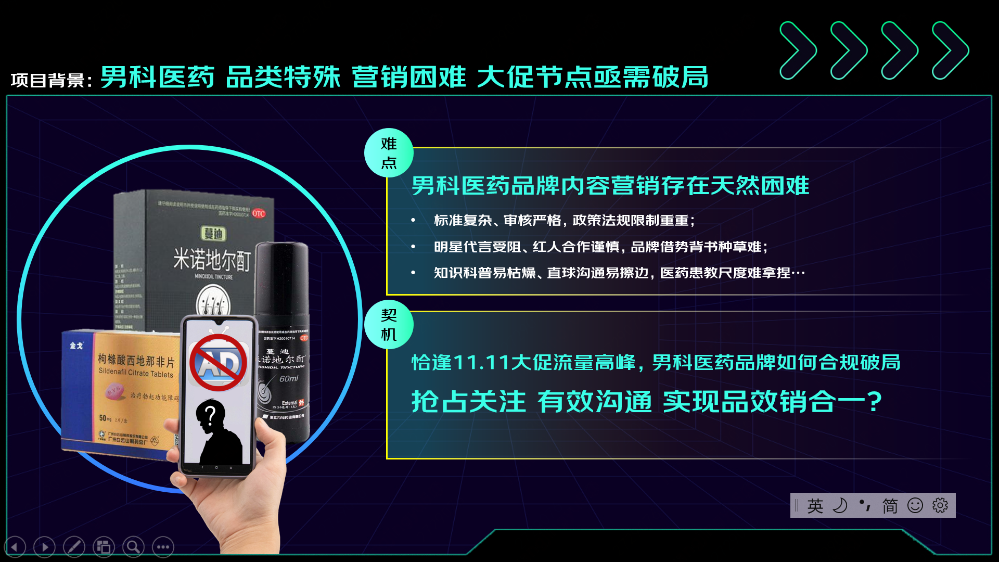 项目背景：男科医药 品类特殊 营销困难 大促节点亟需破局
难点
男科医药品牌内容营销存在天然困难
• 标准复杂、审核严格，政策法规限制重重；
• 明星代言受阻、红人合作谨慎，品牌借势背书种草难；
• 知识科普易枯燥、直球沟通易擦边，医药患教尺度难拿捏…
契机
恰逢11.11大促流量高峰，男科医药品牌如何合规破局
抢占关注 有效沟通 实现品效销合一？
OTC
蔓迪
米诺地尔酊
MINOXIDIL TINCTURE
金戈
枸橼酸西地那非片
Sildenafil Citrate Tablets
50mg
AD
?
蔓迪
米诺地尔酊
60ml
英 简